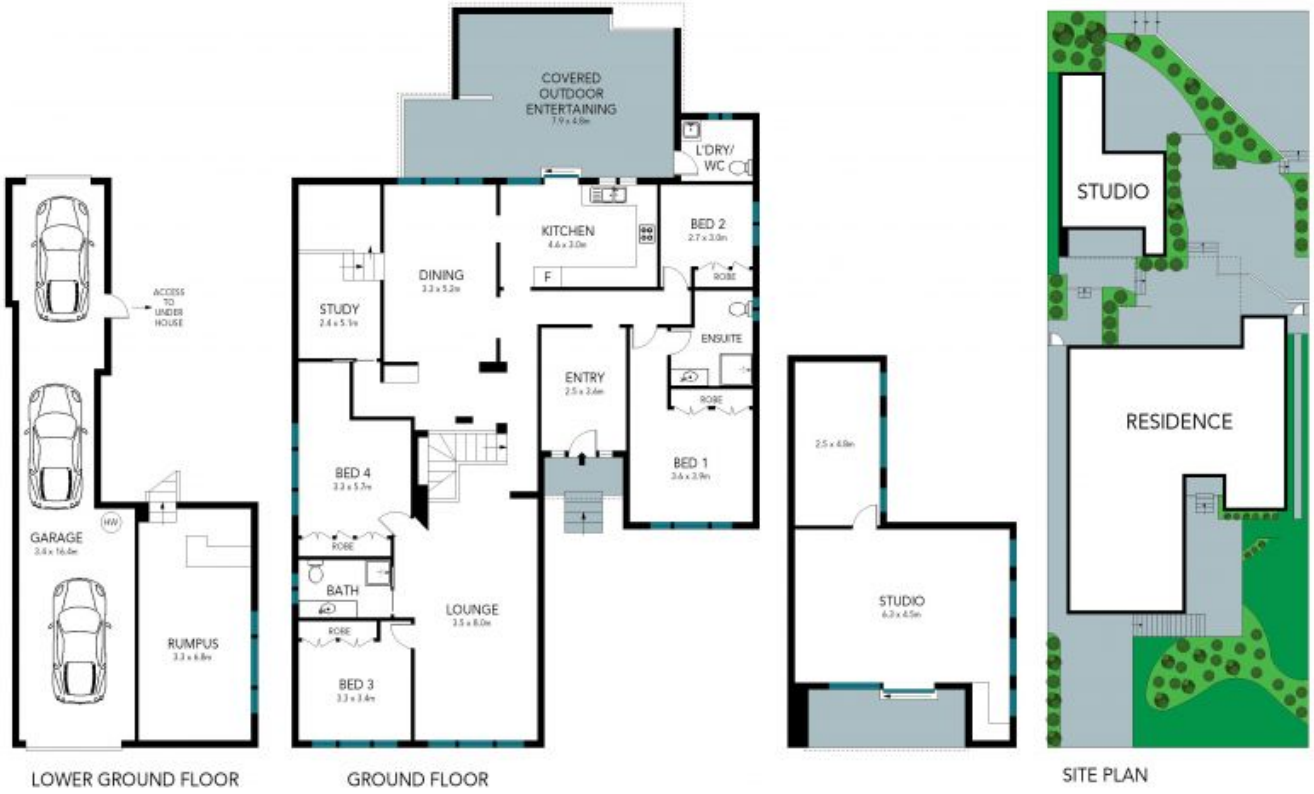 ACCESS
TO
UNDER
HOUSE
HW
GARAGE
3.4 x 16.4m
RUMPUS
3.3 x 6.8m
LOWER GROUND FLOOR
COVERED
OUTDOOR
ENTERTAINING
7.9 x 4.8m
L'DRY/
WC
KITCHEN
4.6 x 3.0m
F
BED 2
2.7 x 3.0m
ROBE
DINING
3.3 x 5.2m
STUDY
2.4 x 5.1m
ENSUITE
ENTRY
2.5 x 3.6m
ROBE
BED 1
3.6 x 3.9m
BED 4
3.3 x 5.7m
ROBE
BATH
LOUNGE
3.5 x 8.0m
ROBE
BED 3
3.3 x 3.4m
GROUND FLOOR
2.5 x 4.8m
STUDIO
6.3 x 4.5m
STUDIO
RESIDENCE
SITE PLAN